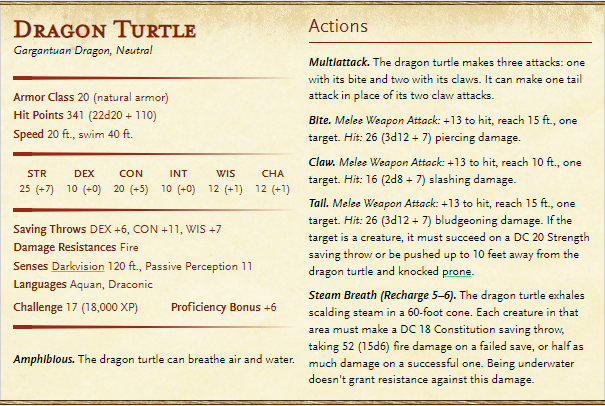 DRAGON TURTLE
Gargantuan Dragon, Neutral
Armor Class 20 (natural armor)
Hit Points 341 (22d20 + 110)
Speed 20 ft., swim 40 ft.
STR DEX CON INT WIS CHA
25 (+7) 10 (+0) 20 (+5) 10 (+0) 12 (+1) 12 (+1)
Saving Throws DEX +6, CON +11, WIS +7
Damage Resistances Fire
Senses Darkvision 120 ft., Passive Perception 11
Languages Aquan, Draconic
Challenge 17 (18,000 XP) Proficiency Bonus +6
Amphibious. The dragon turtle can breathe air and water.
Actions
Multiattack. The dragon turtle makes three attacks: one
with its bite and two with its claws. It can make one tail
attack in place of its two claw attacks.
Bite. Melee Weapon Attack: +13 to hit, reach 15 ft., one
target. Hit: 26 (3d12 + 7) piercing damage.
Claw. Melee Weapon Attack: +13 to hit, reach 10 ft., one
target. Hit: 16 (2d8 + 7) slashing damage.
Tail. Melee Weapon Attack: +13 to hit, reach 15 ft., one
target. Hit: 26 (3d12 + 7) bludgeoning damage. If the
target is a creature, it must succeed on a DC 20 Strength
saving throw or be pushed up to 10 feet away from the
dragon turtle and knocked prone.
Steam Breath (Recharge 5–6). The dragon turtle exhales
scalding steam in a 60-foot cone. Each creature in that
area must make a DC 18 Constitution saving throw,
taking 52 (15d6) fire damage on a failed save, or half as
much damage on a successful one. Being underwater
doesn't grant resistance against this damage.